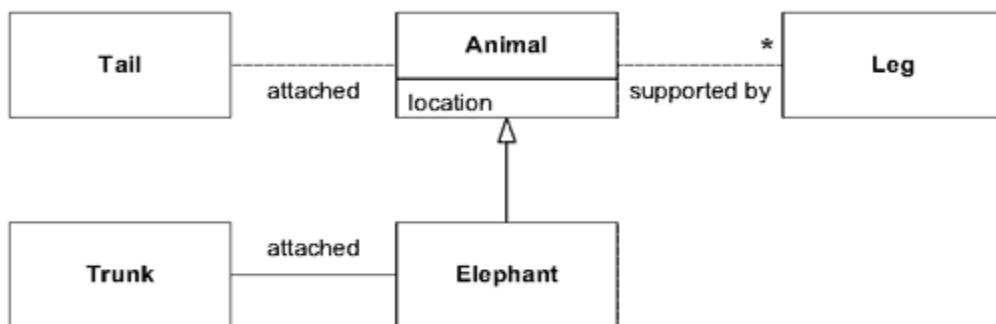 Tail
attached
Animal
location
*
supported by
Leg
Trunk
attached
Elephant